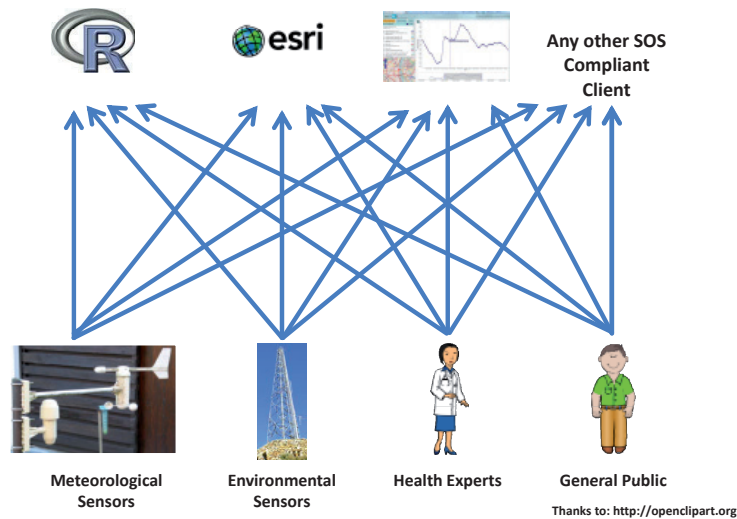 R
esri
Any other SOS
Compliant
Client
Meteorological
Sensors
Environmental
Sensors
Health Experts
General Public
Thanks to: http://openclipart.org